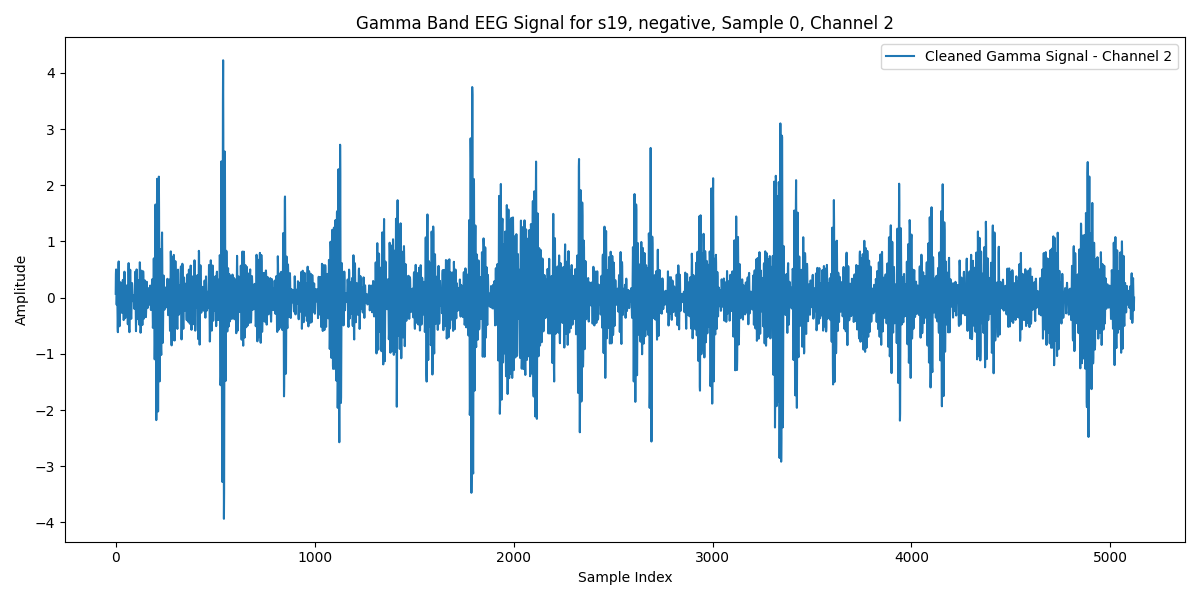 Gamma Band EEG Signal for s19, negative, Sample 0, Channel 2
Cleaned Gamma Signal - Channel 2
Amplitude
4
3
2
1
0
−1
−2
−3
−4
0 1000 2000 3000 4000 5000
Sample Index